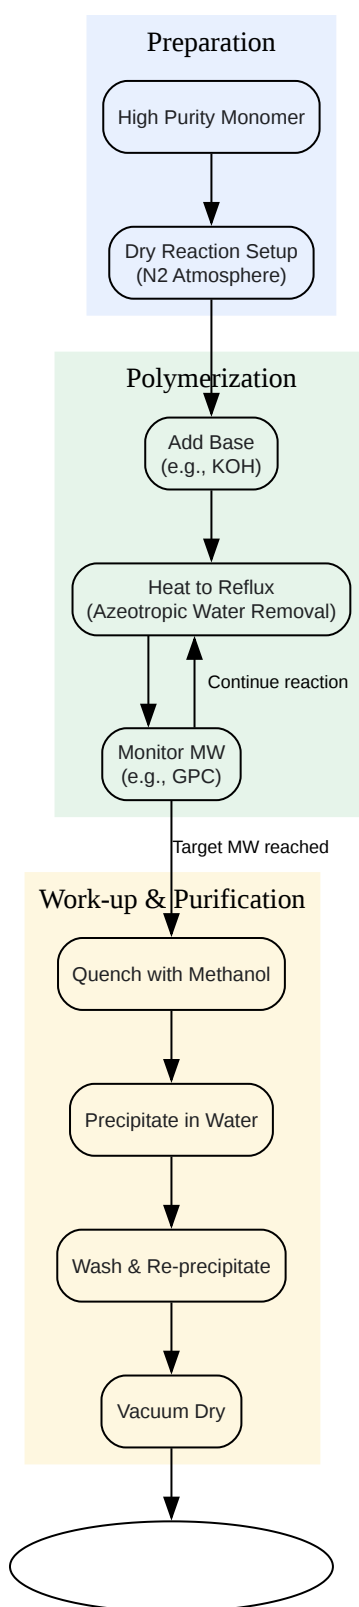 Preparation
High Purity Monomer
Dry Reaction Setup
(N2 Atmosphere)
Polymerization
Add Base
(e.g., KOH)
Heat to Reflux
(Azeotropic Water Removal)
Continue reaction
Monitor MW
(e.g., GPC)
Target MW reached
Work-up & Purification
Quench with Methanol
Precipitate in Water
Wash & Re-precipitate
Vacuum Dry